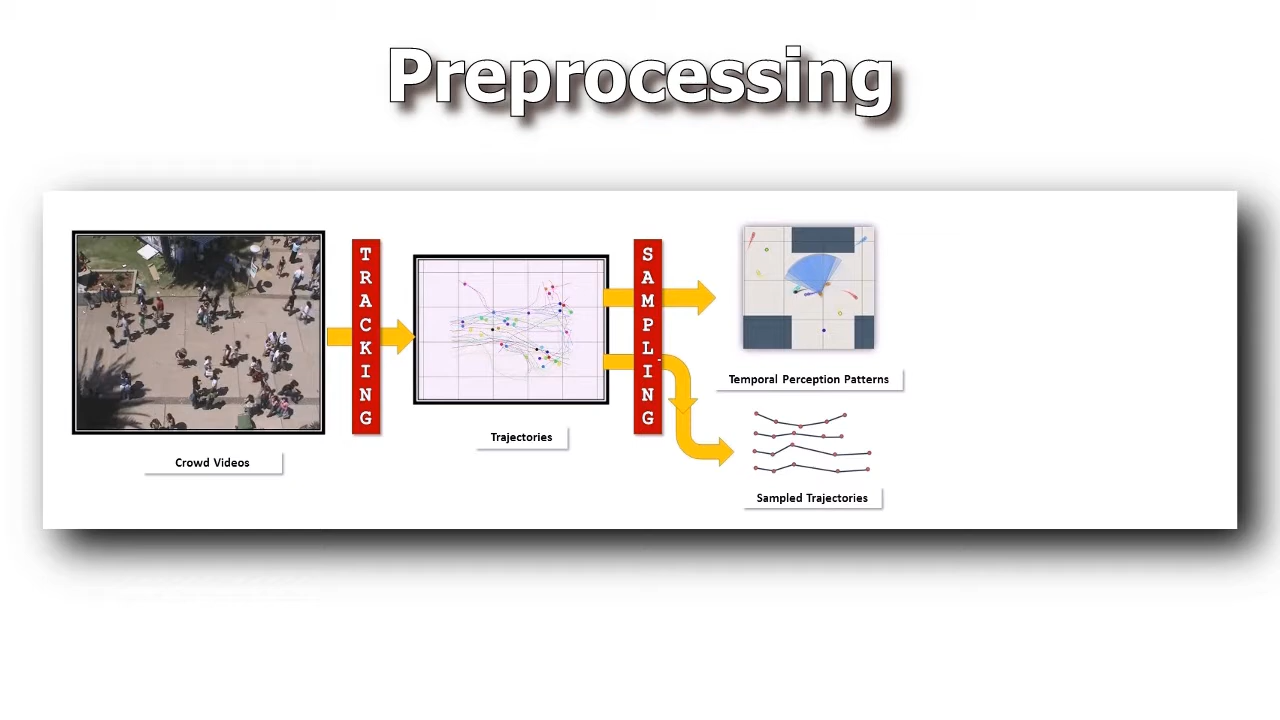 Preprocessing
TRACKING
SAMPLING
Crowd Videos
Trajectories
Temporal Perception Patterns
Sampled Trajectories